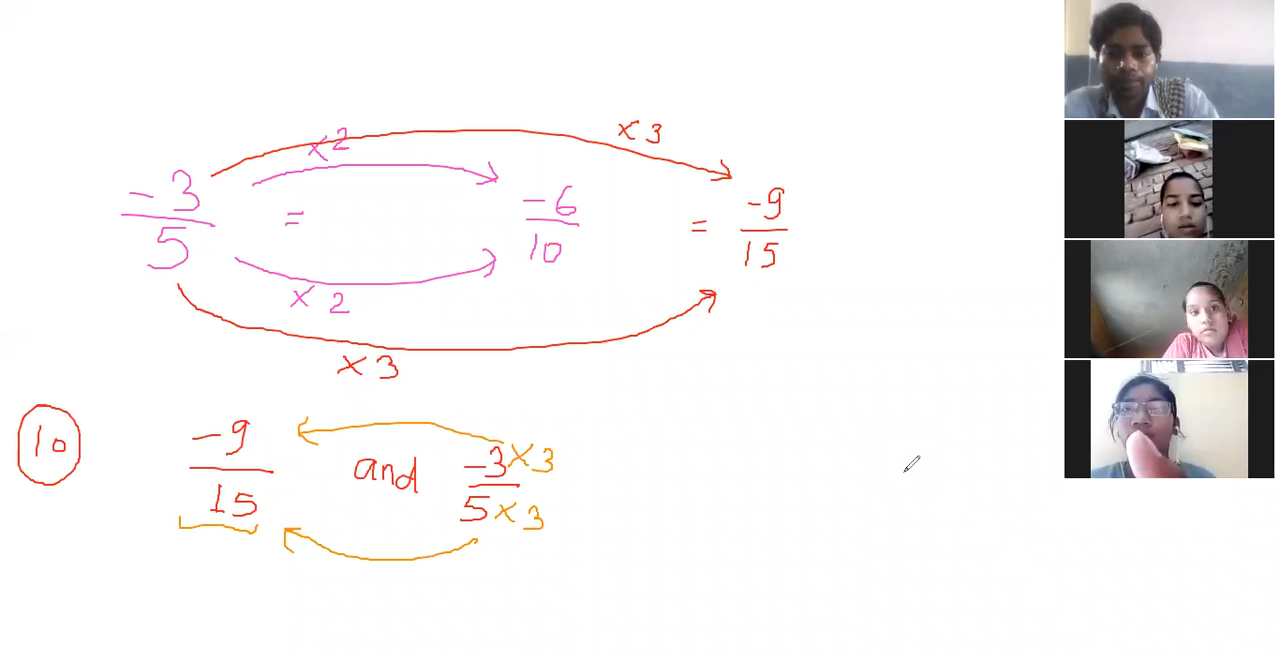 ×2 ×3
-3/5 = -6/10 = -9/15
×2
×3
10 -9/15 and -3×3/5×3